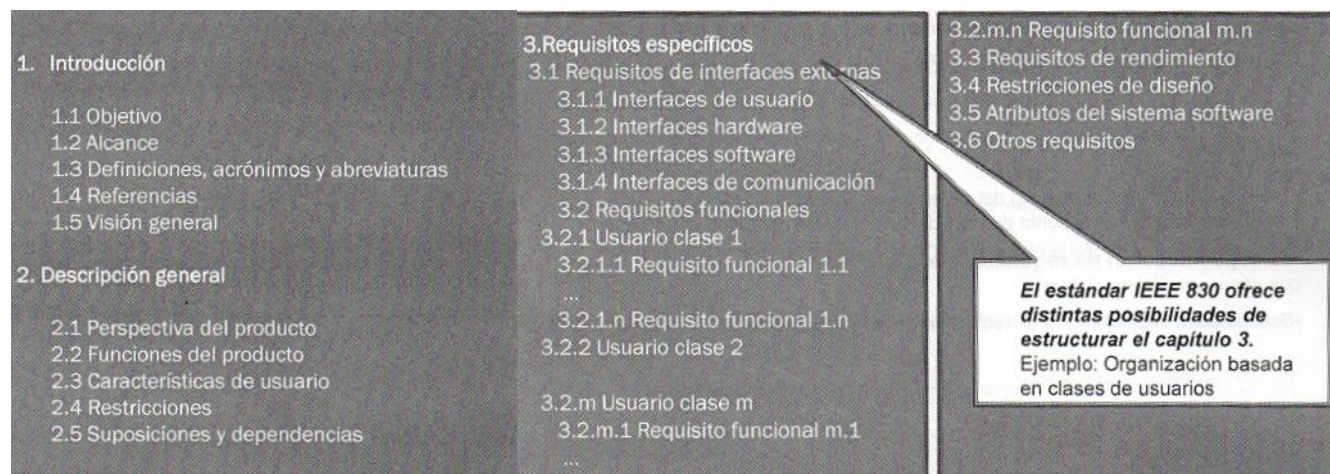 1. Introducción
1.1 Objetivo
1.2 Alcance
1.3 Definiciones, acrónimos y abreviaturas
1.4 Referencias
1.5 Visión general
2. Descripción general
2.1 Perspectiva del producto
2.2 Funciones del producto
2.3 Características de usuario
2.4 Restricciones
2.5 Suposiciones y dependencias
3.Requisitos específicos
3.1 Requisitos de interfaces externas
3.1.1 Interfaces de usuario
3.1.2 Interfaces hardware
3.1.3 Interfaces software
3.1.4 Interfaces de comunicación
3.2 Requisitos funcionales
3.2.1 Usuario clase 1
3.2.1.1 Requisito funcional 1.1
...
3.2.1.n Requisito funcional 1.n
3.2.2 Usuario clase 2
3.2.m Usuario clase m
3.2.m.1 Requisito funcional m.1
...
3.2.m.n Requisito funcional m.n
3.3 Requisitos de rendimiento
3.4 Restricciones de diseño
3.5 Atributos del sistema software
3.6 Otros requisitos
El estándar IEEE 830 ofrece
distintas posibilidades de
estructurar el capítulo 3.
Ejemplo: Organización basada
en clases de usuarios